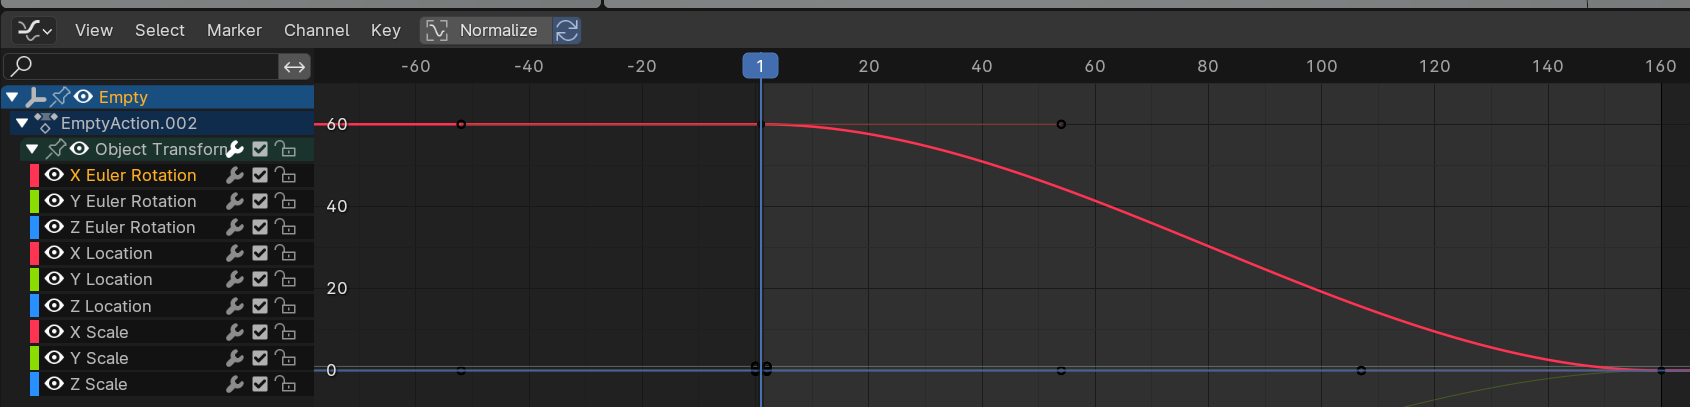 View Select Marker Channel Key Normalize
-60 -40 -20 1 20 40 60 80 100 120 140 160
Empty
EmptyAction.002
Object Transforn
X Euler Rotation
Y Euler Rotation
Z Euler Rotation
X Location
Y Location
Z Location
X Scale
Y Scale
Z Scale
60
40
20
0